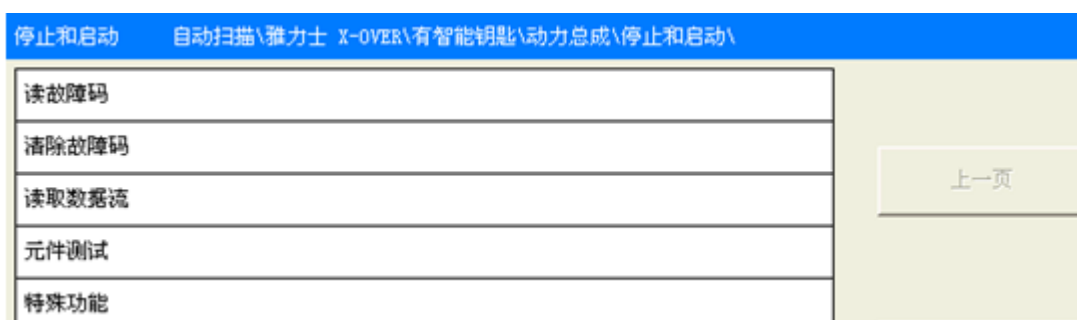 停止和启动 自动扫描\雅力士 X-OVER\有智能钥匙\动力总成\停止和启动\
读故障码
清除故障码
读取数据流
上一页
元件测试
特殊功能